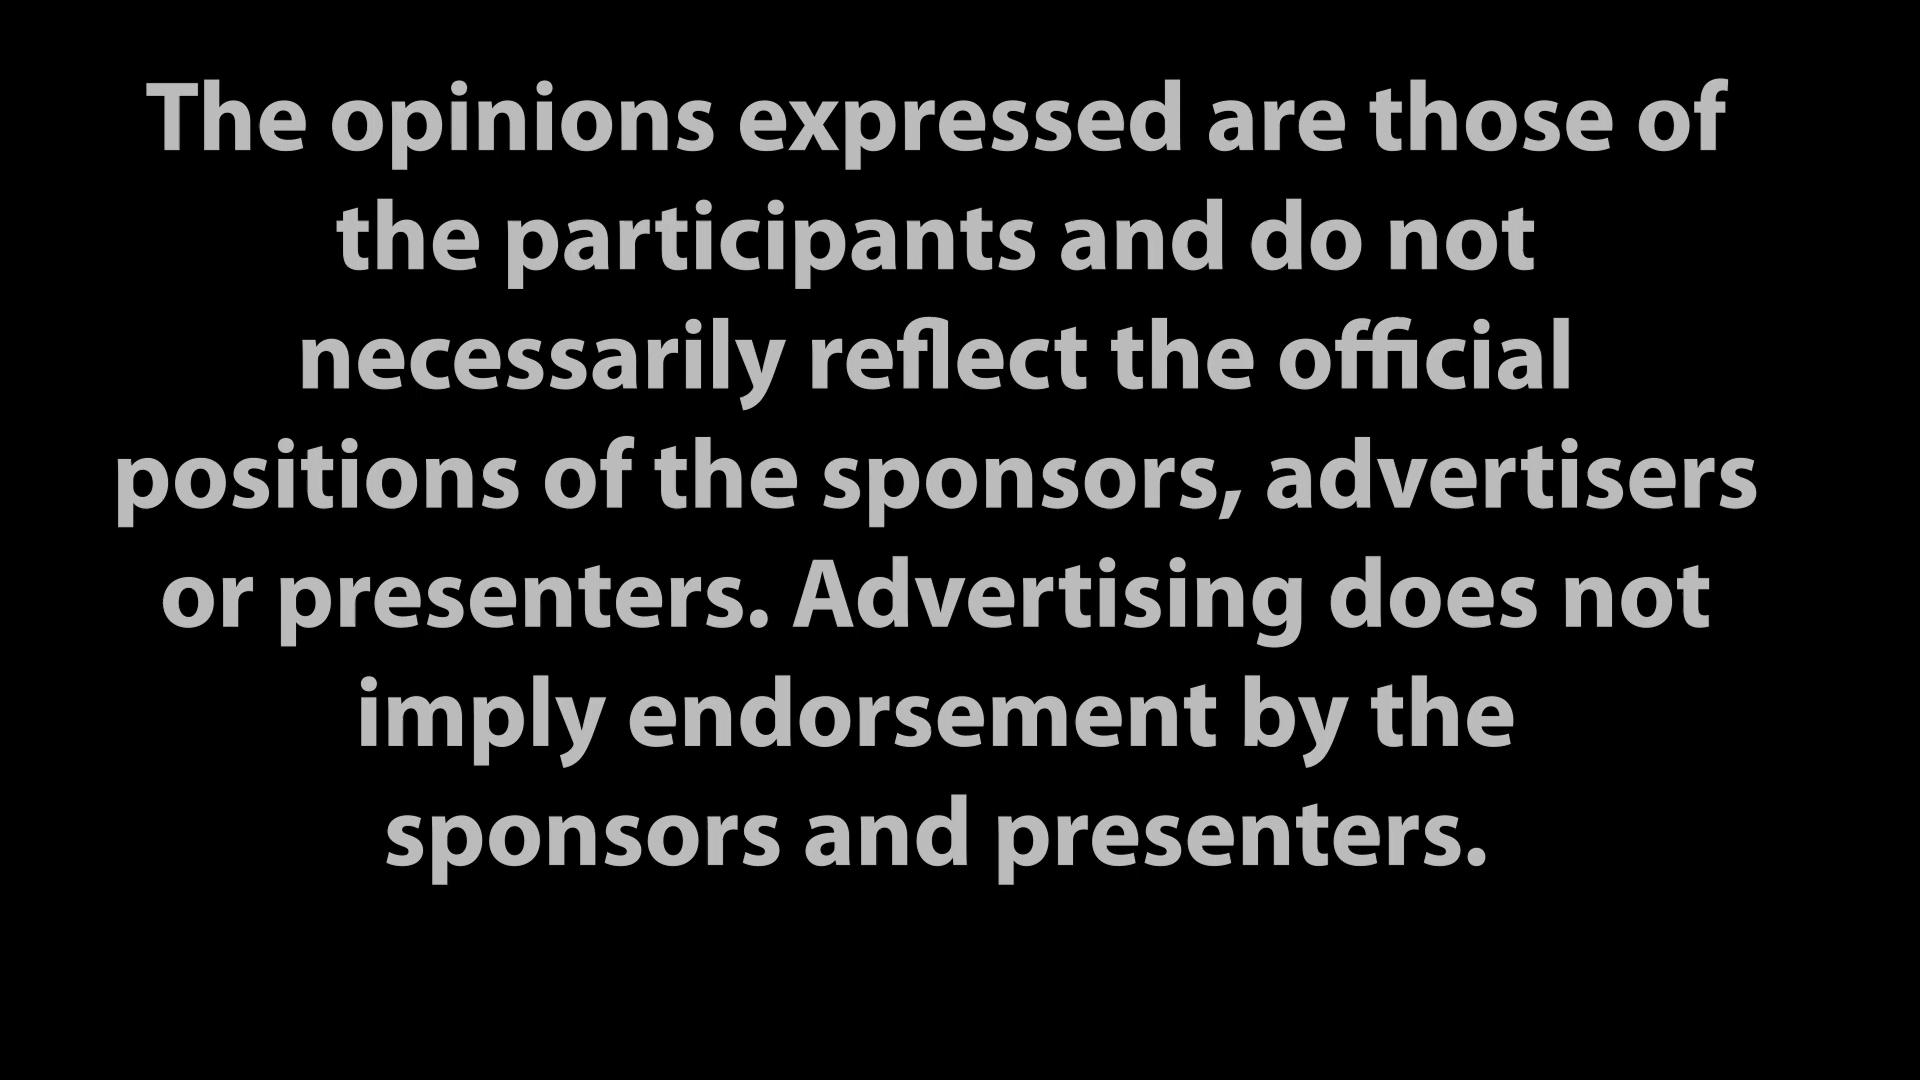 The opinions expressed are those of
the participants and do not
necessarily reflect the official
positions of the sponsors, advertisers
or presenters. Advertising does not
imply endorsement by the
sponsors and presenters.